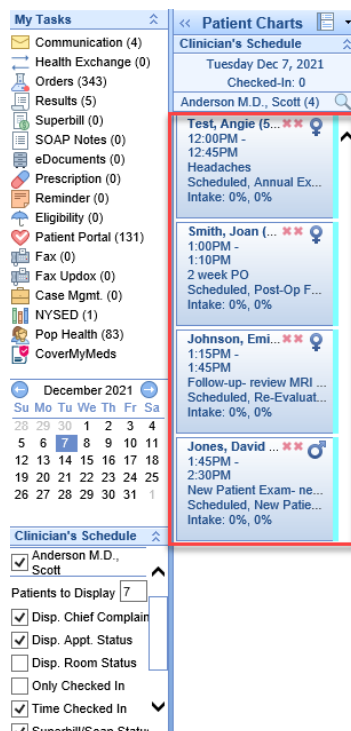 My Tasks
Communication (4)
Health Exchange (0)
Orders (343)
Results (5)
Superbill (0)
SOAP Notes (0)
eDocuments (0)
Prescription (0)
Reminder (0)
Eligibility (0)
Patient Portal (131)
Fax (0)
Fax Updox (0)
Case Mgmt. (0)
NYSED (1)
Pop Health (83)
CoverMyMeds
December 2021
Su Mo Tu We Th Fr Sa
28 29 30 1 2 3 4
5 6 7 8 9 10 11
12 13 14 15 16 17 18
19 20 21 22 23 24 25
26 27 28 29 30 31 1
Clinician's Schedule
Anderson M.D.,
Scott
Patients to Display 7
Disp. Chief Complain
Disp. Appt. Status
Disp. Room Status
Only Checked In
Time Checked In
Superbill/Soap Statu
Patient Charts
Clinician's Schedule
Tuesday Dec 7, 2021
Checked-In: 0
Anderson M.D., Scott (4)
Test, Angie (5...
12:00PM -
12:45PM
Headaches
Scheduled, Annual Ex...
Intake: 0%, 0%
Smith, Joan (...
1:00PM -
1:10PM
2 week PO
Scheduled, Post-Op F...
Intake: 0%, 0%
Johnson, Emi...
1:15PM -
1:45PM
Follow-up- review MRI ...
Scheduled, Re-Evaluat...
Intake: 0%, 0%
Jones, David ...
1:45PM -
2:30PM
New Patient Exam- ne...
Scheduled, New Patie...
Intake: 0%, 0%